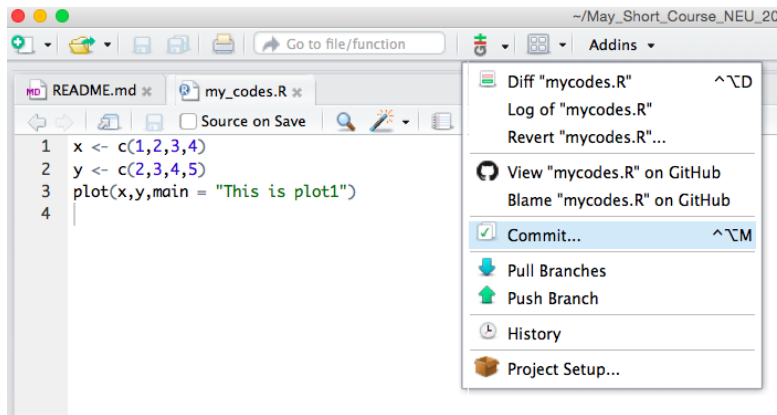 ~/May_Short_Course_NEU_20
Go to file/function
Addins
MD README.md
R my_codes.R
Source on Save
1 x <- c(1,2,3,4)
2 y <- c(2,3,4,5)
3 plot(x,y,main = "This is plot1")
4
Diff "mycodes.R" ^⌥D
Log of "mycodes.R"
Revert "mycodes.R"...
View "mycodes.R" on GitHub
Blame "mycodes.R" on GitHub
Commit... ^⌥M
Pull Branches
Push Branch
History
Project Setup...